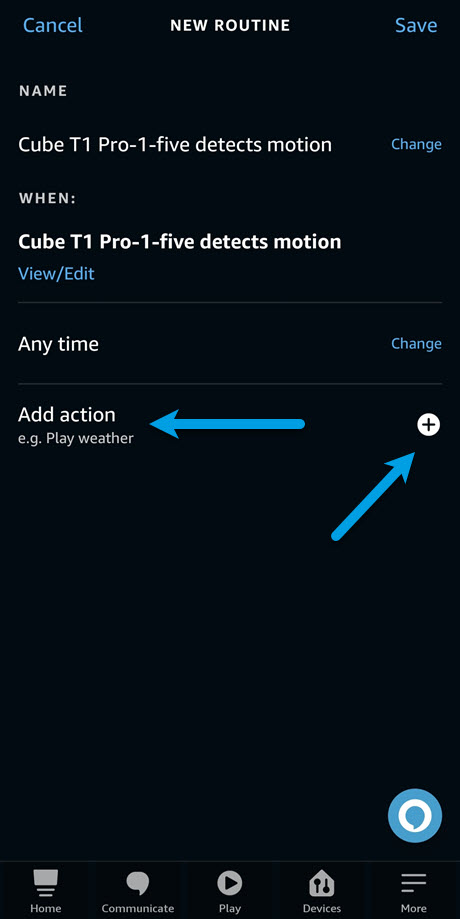 Cancel NEW ROUTINE Save
NAME
Cube T1 Pro-1-five detects motion Change
WHEN:
Cube T1 Pro-1-five detects motion
View/Edit
Any time Change
Add action
e.g. Play weather
Home Communicate Play Devices More